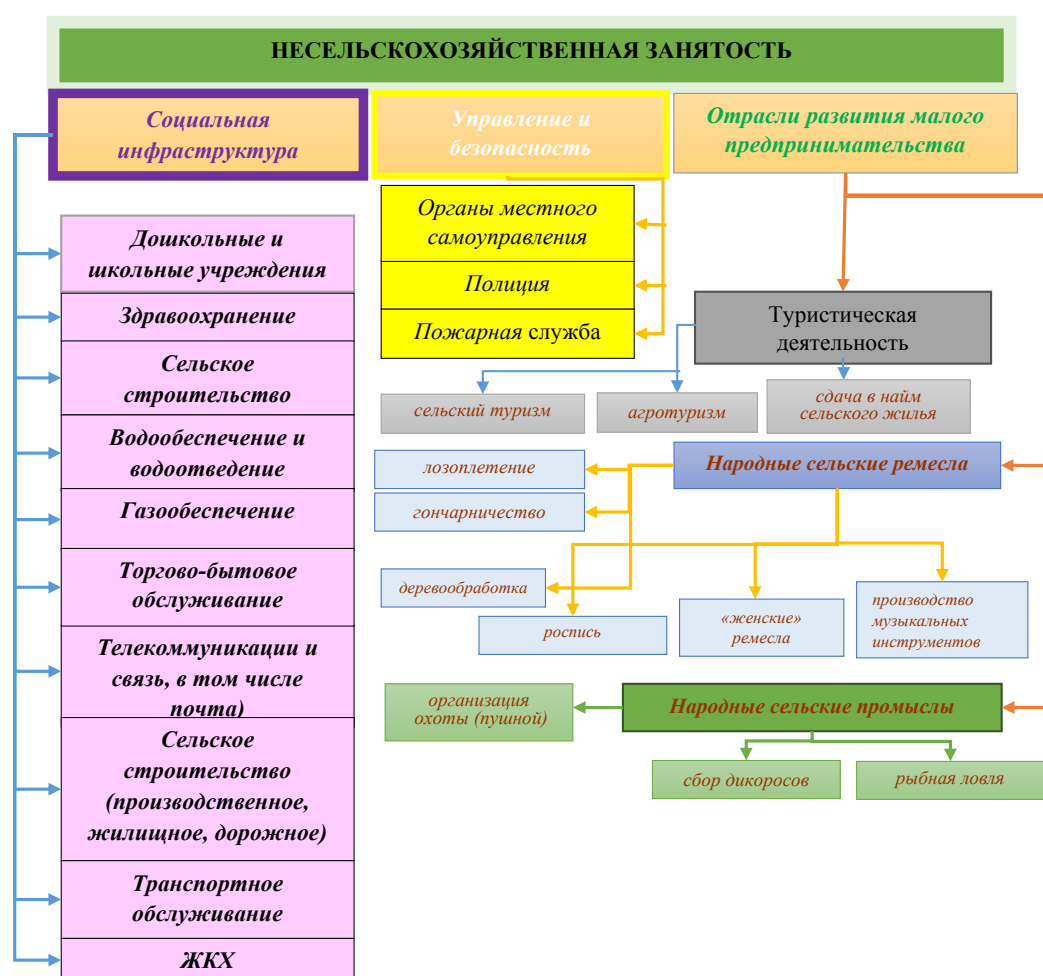 НЕСЕЛЬСКОХОЗЯЙСТВЕННАЯ ЗАНЯТОСТЬ
Социальная
инфраструктура
Управление и
безопасность
Отрасли развития малого
предпринимательства
Дошкольные и
школьные учреждения
Здравоохранение
Сельское
строительство
Водообеспечение и
водоотведение
Газообеспечение
Торгово-бытовое
обслуживание
Телекоммуникации и
связь, в том числе
почта)
Сельское
строительство
(производственное,
жилищное, дорожное)
Транспортное
обслуживание
ЖКХ
Органы местного
самоуправления
Полиция
Пожарная служба
Туристическая
деятельность
сельский туризм
агротуризм
сдача в найм
сельского жилья
Народные сельские ремесла
лозоплетение
гончарничество
деревообработка
роспись
«женские»
ремесла
производство
музыкальных
инструментов
Народные сельские промыслы
организация
охоты (пушной)
сбор дикоросов
рыбная ловля